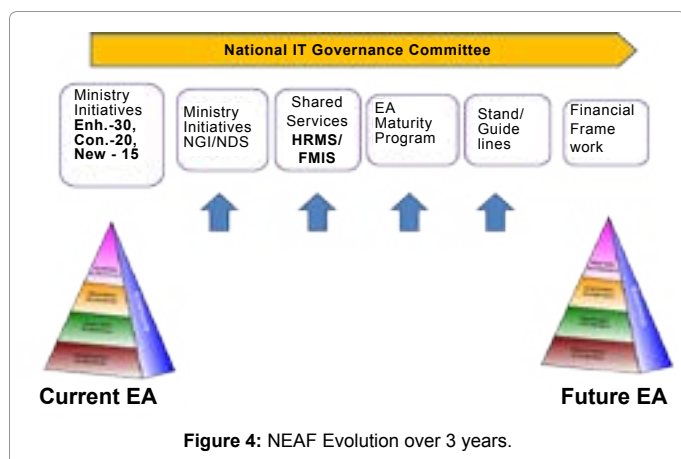 National IT Governance Committee
Ministry
Initiatives
Enh.-30,
Con.-20,
New - 15
Ministry
Initiatives
NGI/NDS
Shared
Services
HRMS/
FMIS
EA
Maturity
Program
Stand/
Guide
lines
Financial
Frame
work
Current EA
Future EA
Figure 4: NEAF Evolution over 3 years.